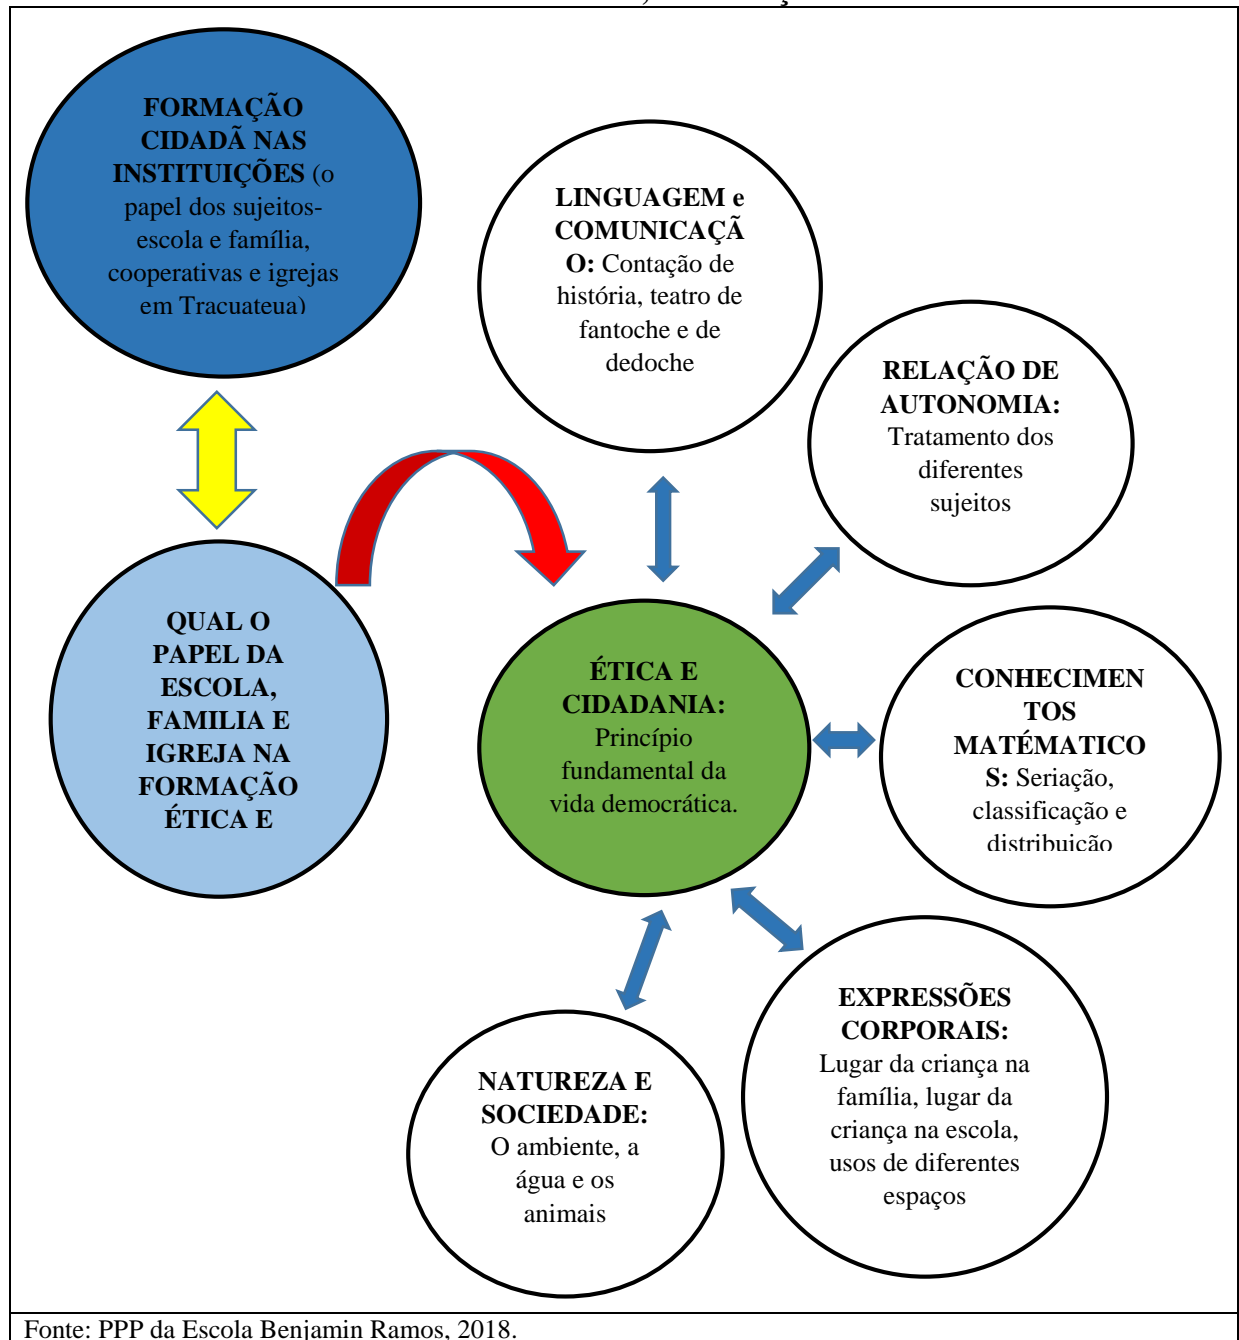 FORMAÇÃO
CIDADÃ NAS
INSTITUIÇÕES (o
papel dos sujeitos-
escola e família,
cooperativas e igrejas
em Tracuateua)
LINGUAGEM e
COMUNICAÇÃ
O: Contação de
história, teatro de
fantoche e de
dedoche
RELAÇÃO DE
AUTONOMIA:
Tratamento dos
diferentes
sujeitos
QUAL O
PAPEL DA
ESCOLA,
FAMILIA E
IGREJA NA
FORMAÇÃO
ÉTICA E
ÉTICA E
CIDADANIA:
Princípio
fundamental da
vida democrática.
CONHECIMEN
TOS
MATÉMATICO
S: Seriação,
classificação e
distribuição
EXPRESSÕES
CORPORAIS:
Lugar da criança na
família, lugar da
criança na escola,
usos de diferentes
espaços
NATUREZA E
SOCIEDADE:
O ambiente, a
água e os
animais
Fonte: PPP da Escola Benjamin Ramos, 2018.